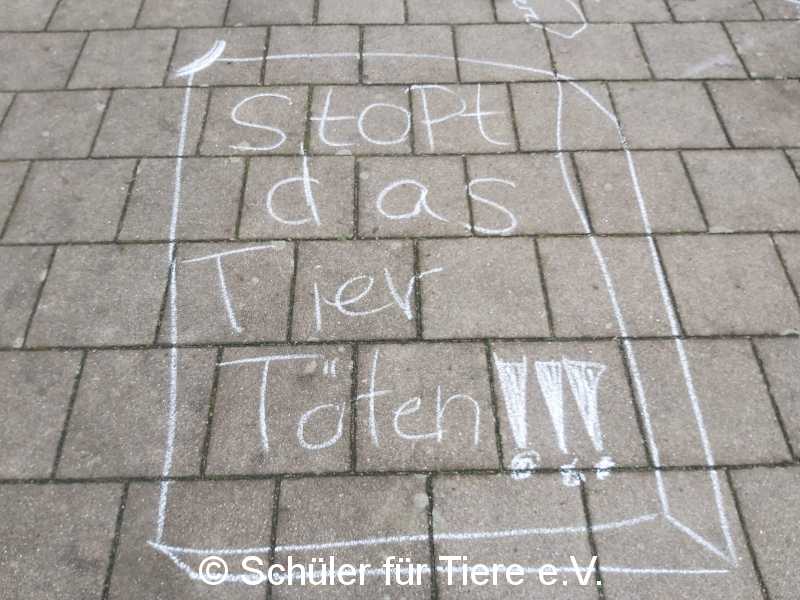 Stopt
das
Tier
Töten!!!
© Schüler für Tiere e.V.